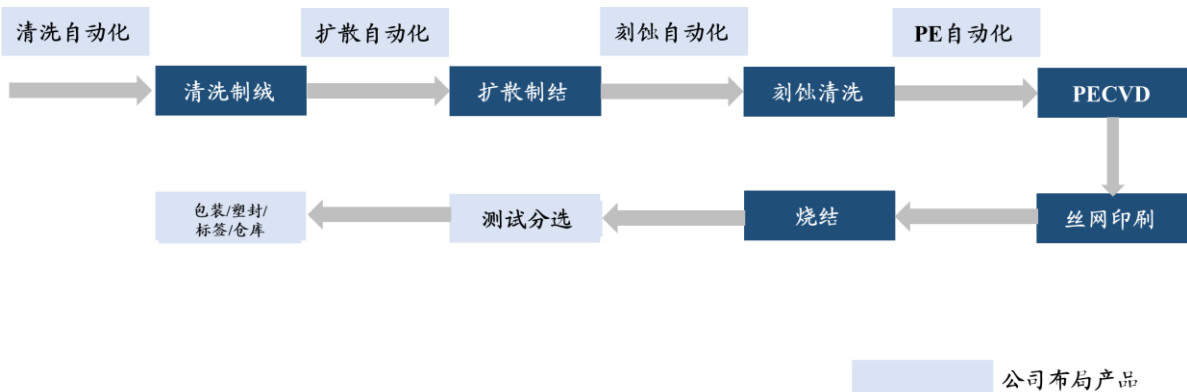 清洗自动化
扩散自动化
刻蚀自动化
PE自动化
清洗制绒
扩散制结
刻蚀清洗
PECVD
包装/塑封/
标签/仓库
测试分选
烧结
丝网印刷
公司布局产品